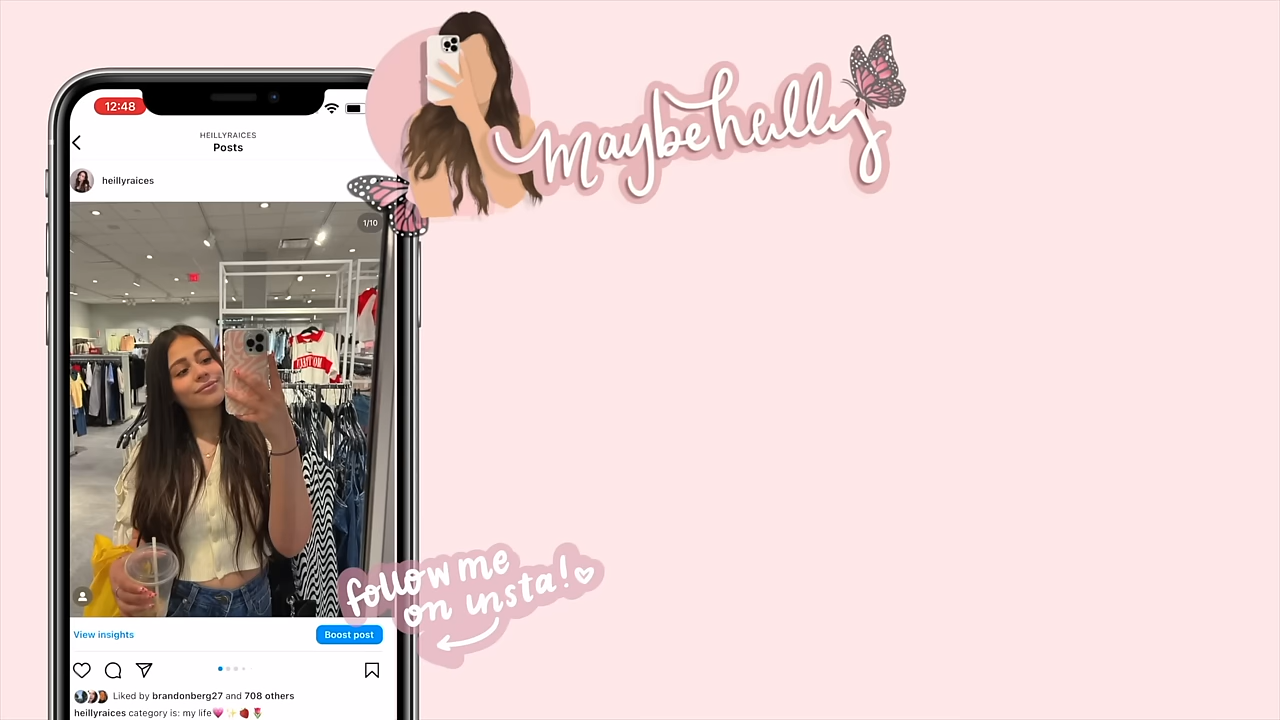 maybeheilly
12:48
HEILLYRAICES
Posts
heillyraices
1/10
follow me
on insta!
View insights
Boost post
Liked by brandonberg27 and 708 others
heillyraices category is: my life💗✨🍓🌷